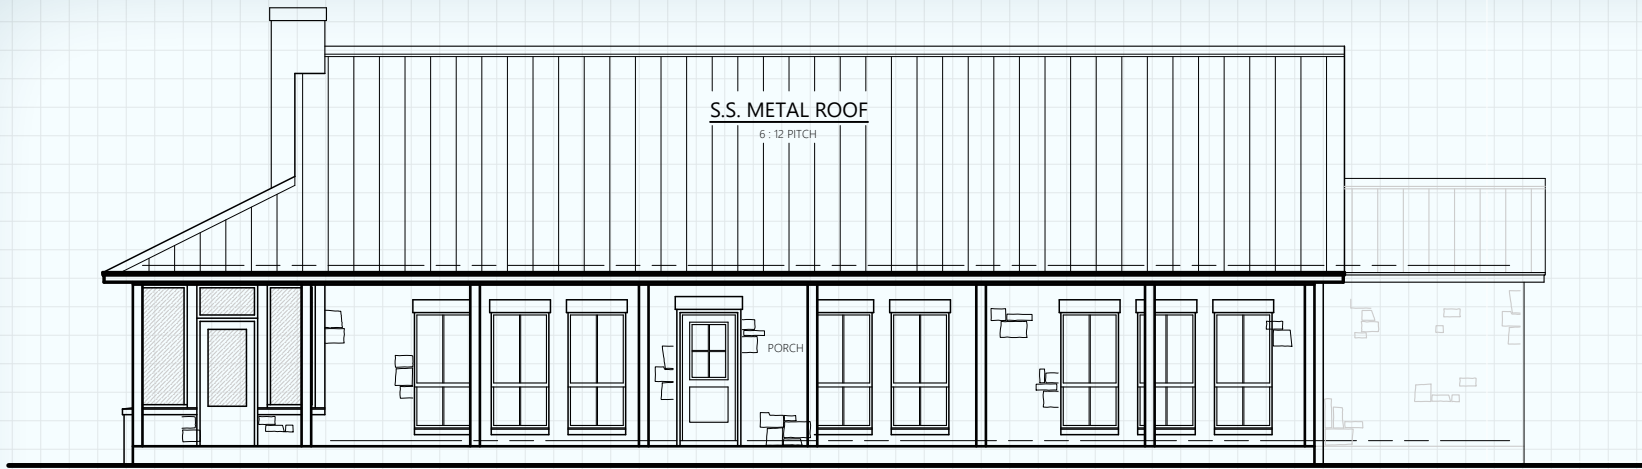 S.S. METAL ROOF
6 : 12 PITCH
PORCH